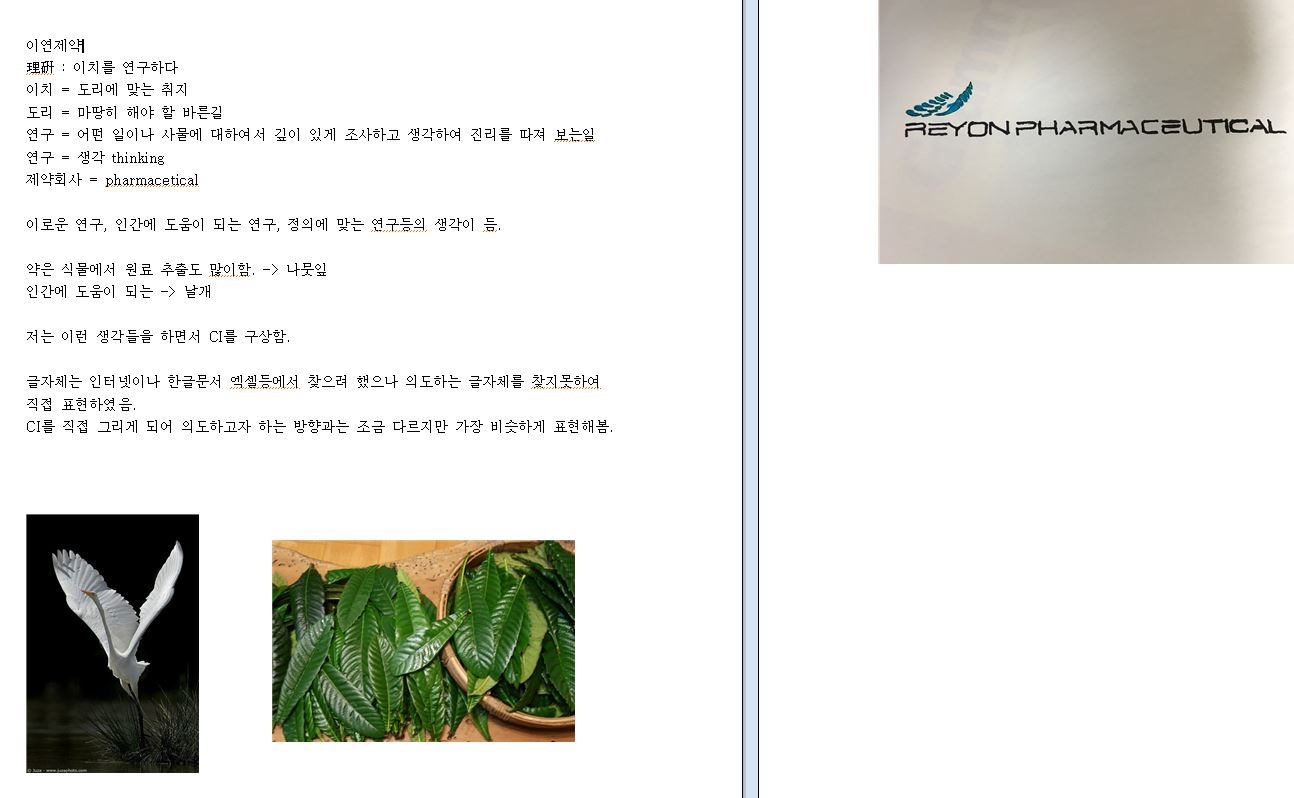 이연제약
理硏 : 이치를 연구하다
이치 = 도리에 맞는 취지
도리 = 마땅히 해야 할 바른길
연구 = 어떤 일이나 사물에 대하여서 깊이 있게 조사하고 생각하여 진리를 따져 보는일
연구 = 생각 thinking
제약회사 = pharmacetical
이로운 연구, 인간에 도움이 되는 연구, 정의에 맞는 연구등의 생각이 듬.
약은 식물에서 원료 추출도 많이함. -> 나뭇잎
인간에 도움이 되는 -> 날개
저는 이런 생각들을 하면서 CI를 구상함.
글자체는 인터넷이나 한글문서 엑셀등에서 찾으려 했으나 의도하는 글자체를 찾지못하여
직접 표현하였음.
CI를 직접 그리게 되어 의도하고자 하는 방향과는 조금 다르지만 가장 비슷하게 표현해봄.
© Juza - www.juzaphoto.com
REYON PHARMACEUTICAL